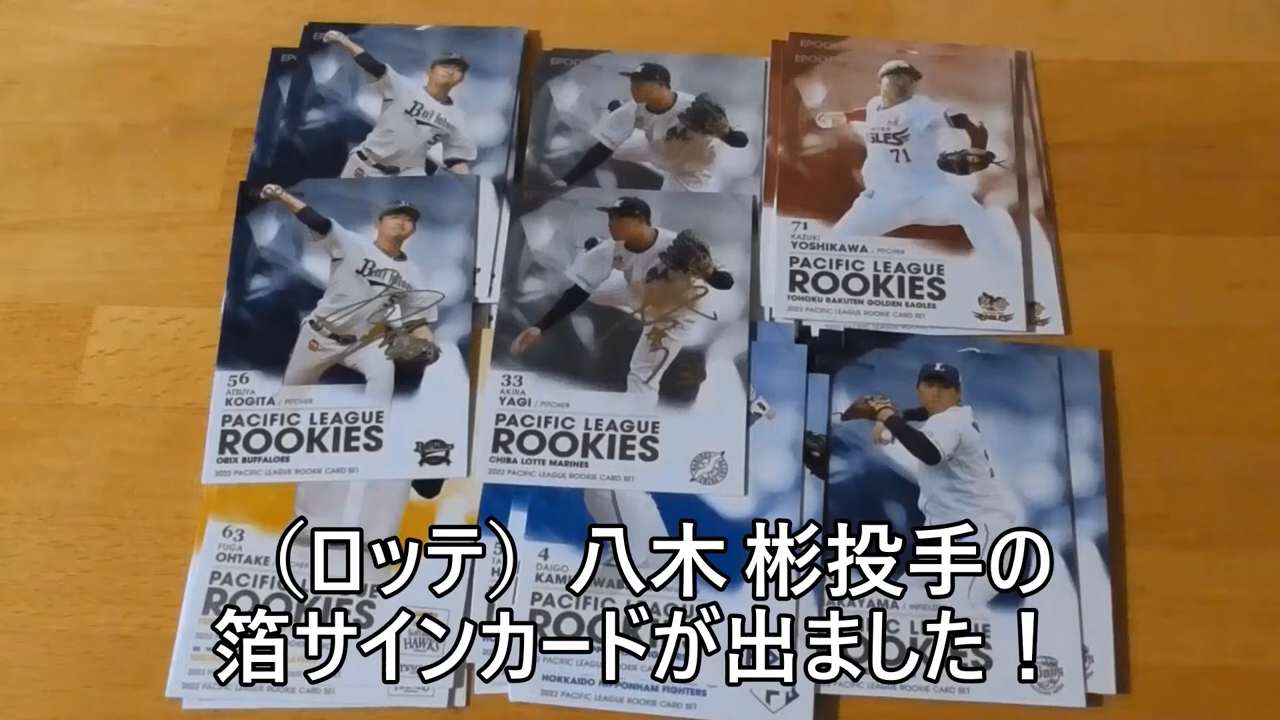 EPOCH
EPOCH
71
KAZUKI
YOSHIKAWA / PITCHER
PACIFIC LEAGUE
ROOKIES
TOHOKU RAKUTEN GOLDEN EAGLES
2022 PACIFIC LEAGUE ROOKIE CARD SET
56
ATSUYA
KOGITA / PITCHER
PACIFIC LEAGUE
ROOKIES
ORIX BUFFALOES
2022 PACIFIC LEAGUE ROOKIE CARD SET
33
AKIRA
YAGI / PITCHER
PACIFIC LEAGUE
ROOKIES
CHIBA LOTTE MARINES
2022 PACIFIC LEAGUE ROOKIE CARD SET
63
FUGA
OHTAKE
PACIFIC LEAGUE
4
DAIGO
HOKKAIDO NIPPONHAM FIGHTERS
2022 PACIFIC LEAGUE ROOKIE CARD SET
(ロッテ) 八木 彬投手の
箔サインカードが出ました!